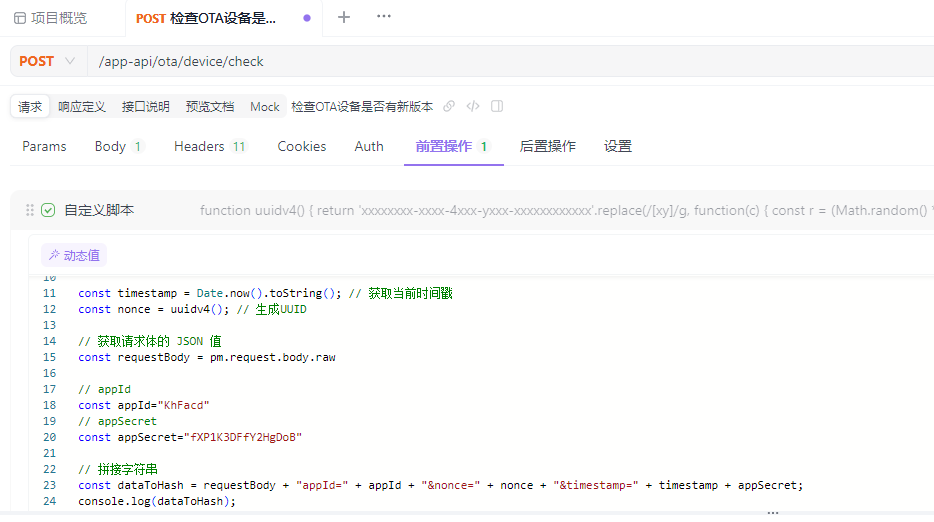 项目概览 POST 检查OTA设备是... + ...
POST /app-api/ota/device/check
请求 响应定义 接口说明 预览文档 Mock 检查OTA设备是否有新版本
Params Body 1 Headers 11 Cookies Auth 前置操作 1 后置操作 设置
自定义脚本 function uuidv4() { return 'xxxxxxxx-xxxx-4xxx-yxxx-xxxxxxxxxxxx'.replace(/[xy]/g, function(c) { const r = (Math.random()
动态值
10
11 const timestamp = Date.now().toString(); // 获取当前时间戳
12 const nonce = uuidv4(); // 生成UUID
13
14 // 获取请求体的 JSON 值
15 const requestBody = pm.request.body.raw
16
17 // appId
18 const appId="KhFacd"
19 // appSecret
20 const appSecret="fXP1K3DFfY2HgDoB"
21
22 // 拼接字符串
23 const dataToHash = requestBody + "appId=" + appId + "&nonce=" + nonce + "&timestamp=" + timestamp + appSecret;
24 console.log(dataToHash);